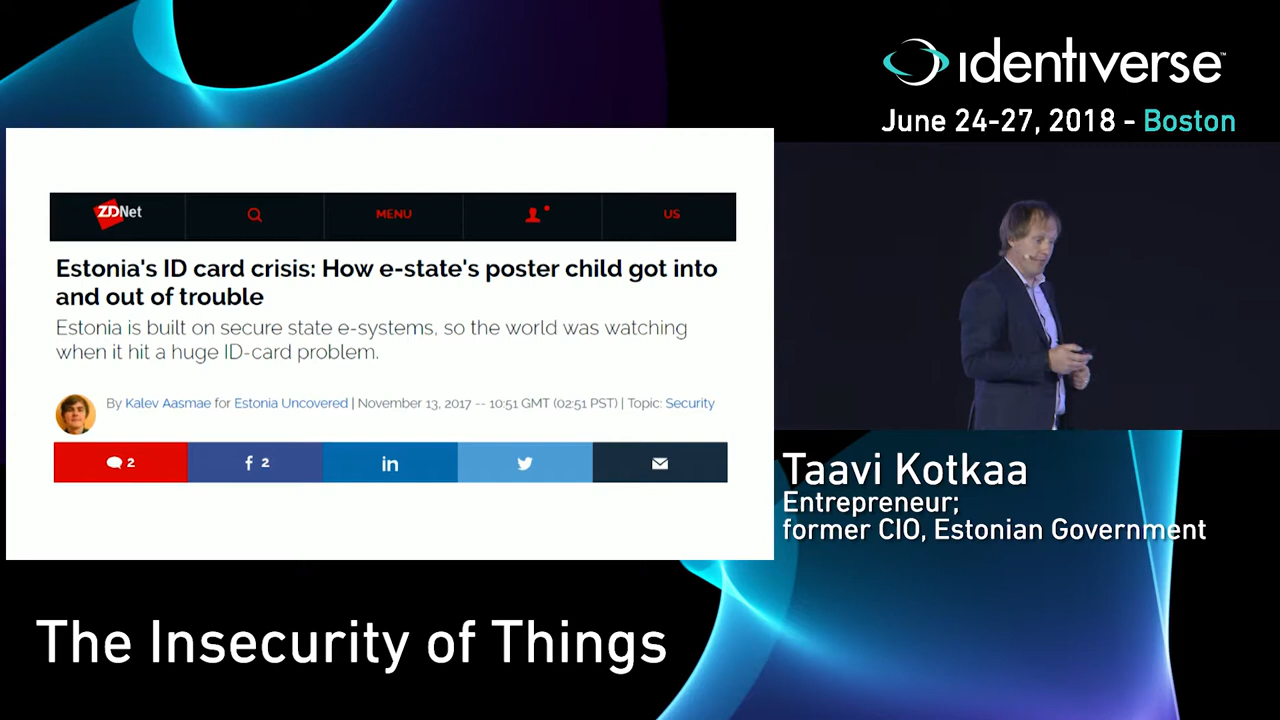 identiverse™
June 24-27, 2018 - Boston
ZDNet
MENU
US
Estonia's ID card crisis: How e-state's poster child got into
and out of trouble
Estonia is built on secure state e-systems, so the world was watching
when it hit a huge ID-card problem.
By Kalev Aasmae for Estonia Uncovered | November 13, 2017 -- 10:51 GMT (02:51 PST) | Topic: Security
2
f 2
in
Taavi Kotkaa
Entrepreneur;
former CIO, Estonian Government
The Insecurity of Things